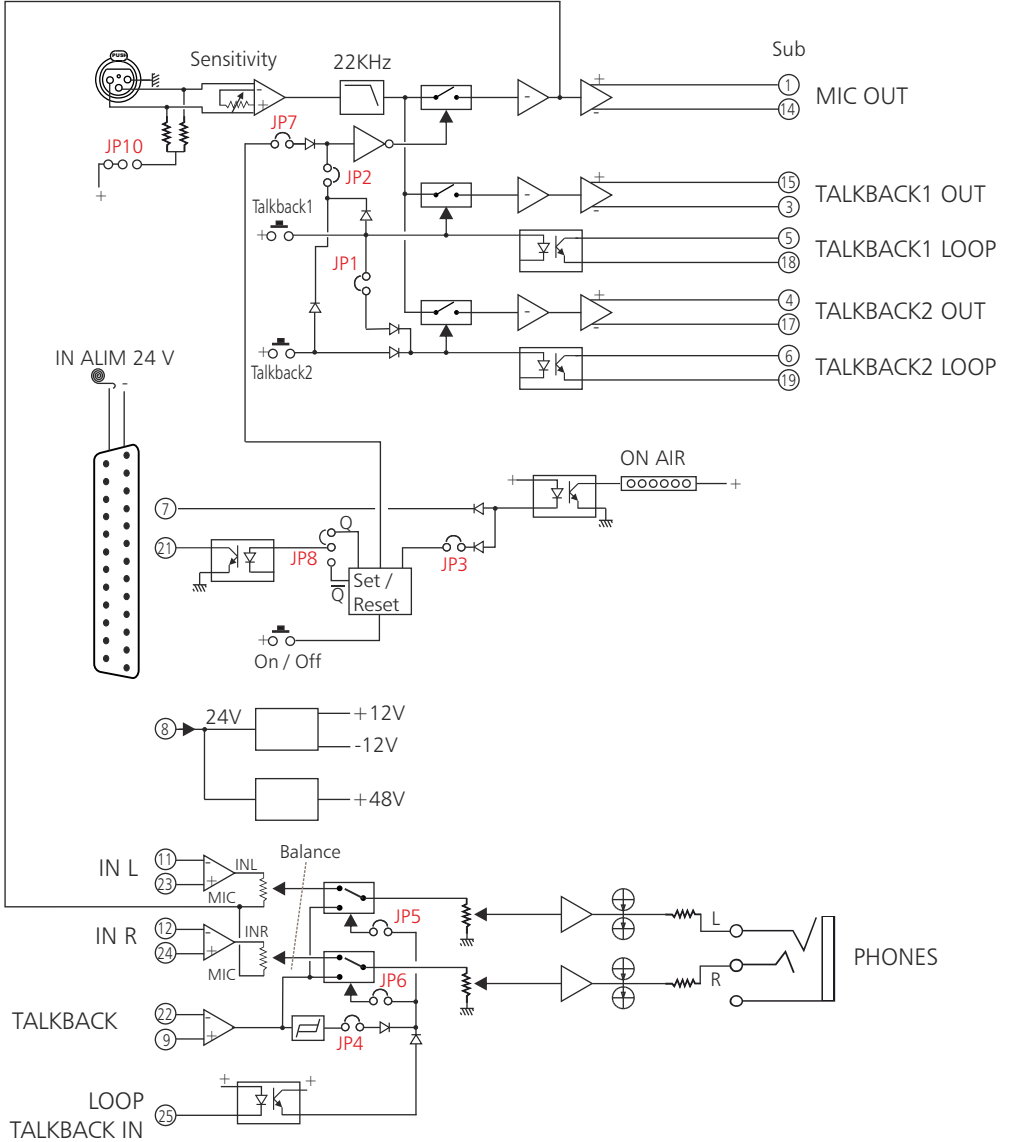 Sub
PUSH
Sensitivity
22KHz
- + - + -
1
14
MIC OUT
JP10
+
JP7
JP2
Talkback1
+
- + -
15
3
TALKBACK1 OUT
5
18
TALKBACK1 LOOP
JP1
- + -
4
17
TALKBACK2 OUT
+
Talkback2
6
19
TALKBACK2 LOOP
IN ALIM 24 V
-
ON AIR
+ +
7
21
Q
JP8
Q
JP3
Set /
Reset
+
On / Off
8
24V
+12V
-12V
+48V
IN L
11
23
- +
INL
MIC
Balance
JP5
IN R
12
24
- +
INR
MIC
JP6
L
R
PHONES
TALKBACK
22
9
- +
JP4
LOOP
TALKBACK IN
25
+ +